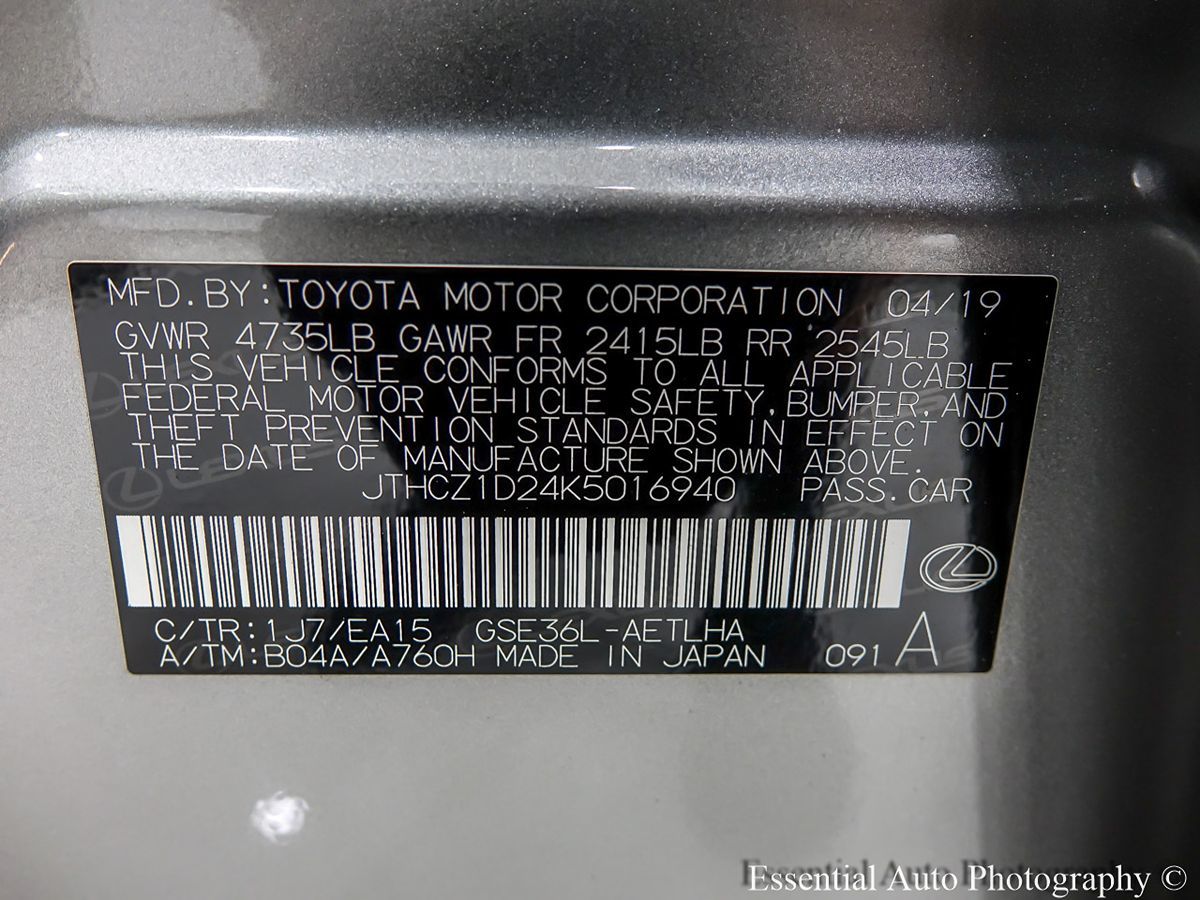 MFD.BY:TOYOTA MOTOR CORPORATION 04/19
GVWR 4735LB GAWR FR 2415LB RR 2545LB
THIS VEHICLE CONFORMS TO ALL APPLICABLE
FEDERAL MOTOR VEHICLE SAFETY,BUMPER,AND
THEFT PREVENTION STANDARDS IN EFFECT ON
THE DATE OF MANUFACTURE SHOWN ABOVE.
JTHCZ1D24K5016940 PASS.CAR
C/TR:1J7/EA15 GSE36L-AETLHA
A/TM:B04A/A760H MADE IN JAPAN 091 A
Essential Auto Photography ©